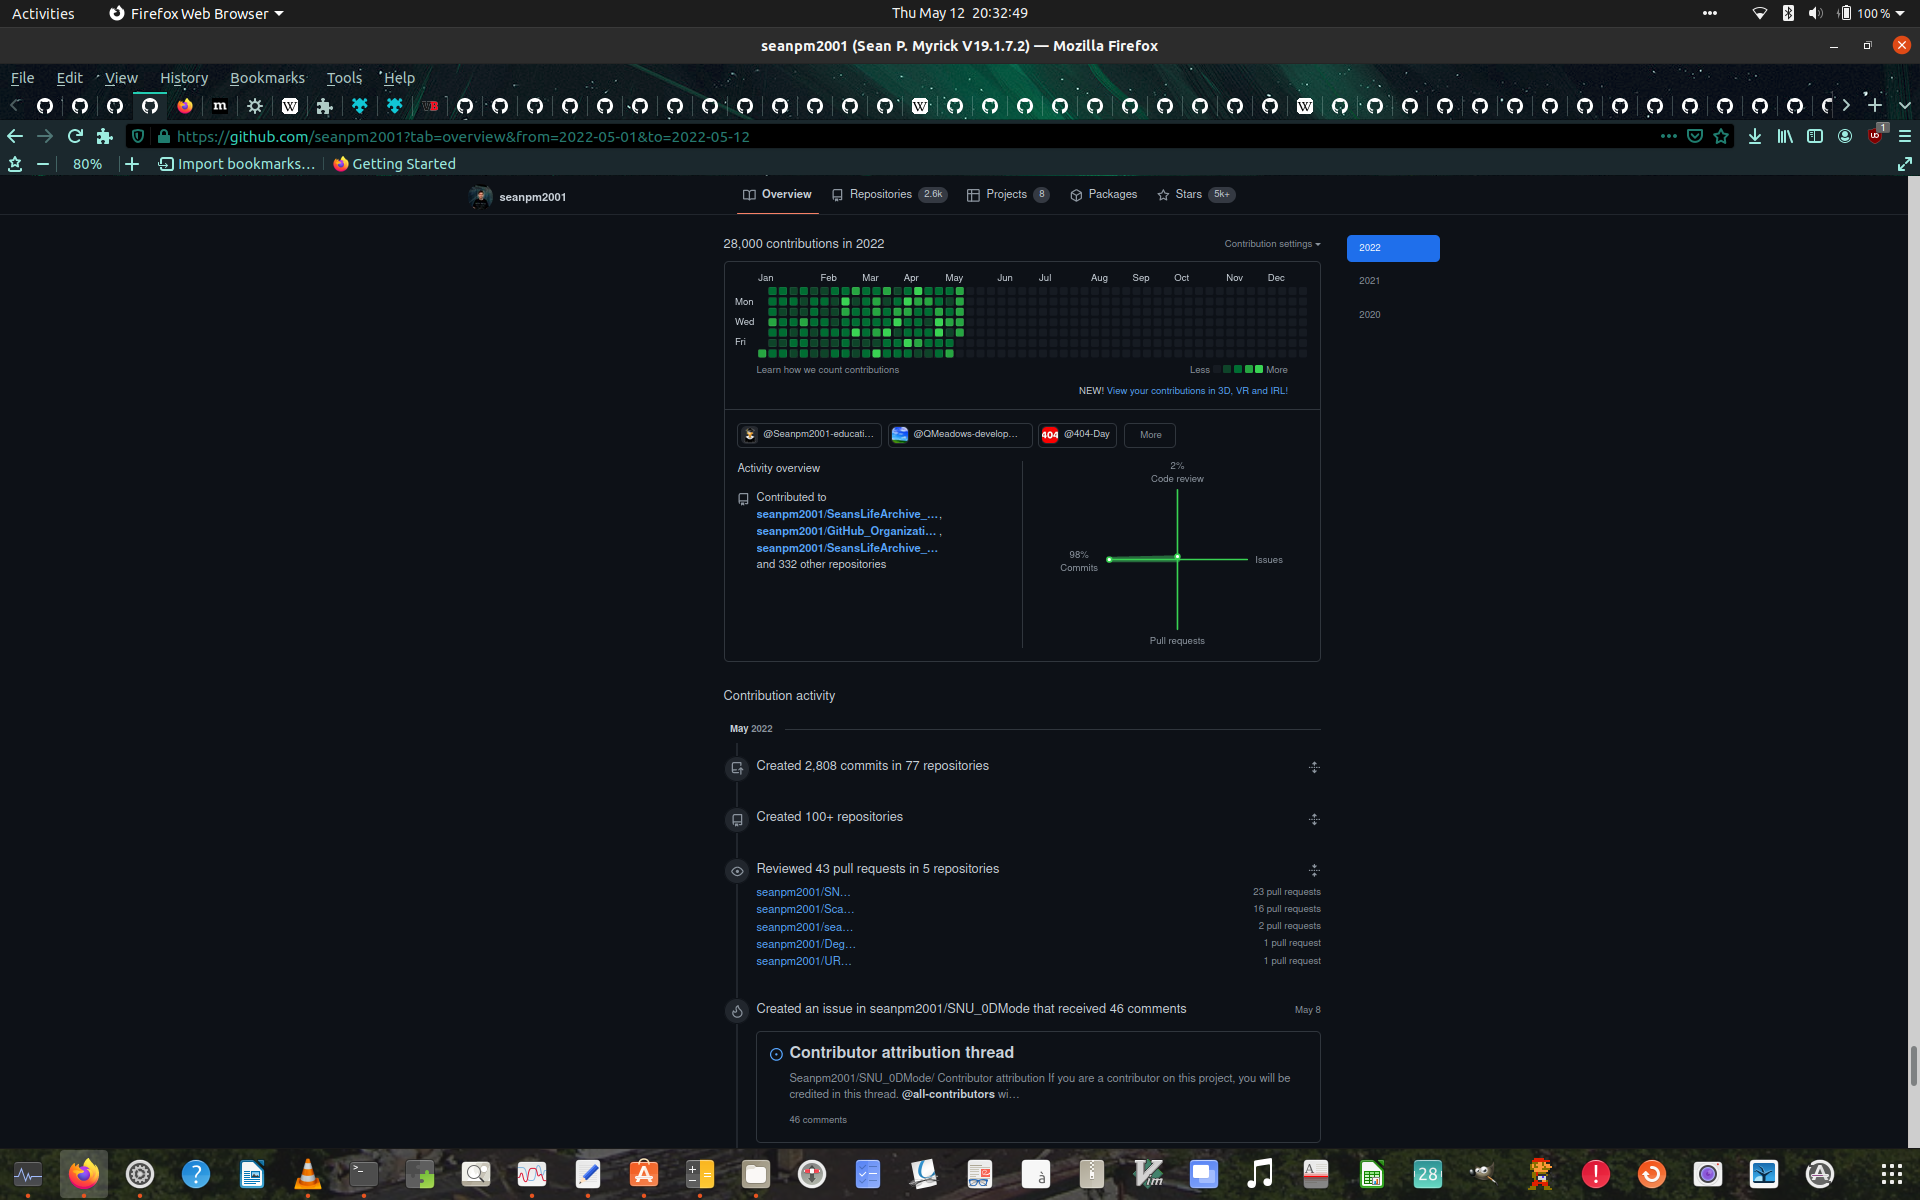 Activities
Firefox Web Browser
Thu May 12 20:32:49
100 %
seanpm2001 (Sean P. Myrick V19.1.7.2) — Mozilla Firefox
File Edit View History Bookmarks Tools Help
https://github.com/seanpm2001?tab=overview&from=2022-05-01&to=2022-05-12
1
80%
Import bookmarks…
Getting Started
seanpm2001
Overview
Repositories 2.6k
Projects 8
Packages
Stars 5k+
28,000 contributions in 2022
Contribution settings
2022
2021
2020
Jan Feb Mar Apr May Jun Jul Aug Sep Oct Nov Dec
Mon
Wed
Fri
Learn how we count contributions
Less More
NEW! View your contributions in 3D, VR and IRL!
@Seanpm2001-educati…
@QMeadows-develop…
404 @404-Day
More
Activity overview
Contributed to
seanpm2001/SeansLifeArchive_…,
seanpm2001/GitHub_Organizati… ,
seanpm2001/SeansLifeArchive_…
and 332 other repositories
2%
Code review
98%
Commits
Issues
Pull requests
Contribution activity
May 2022
Created 2,808 commits in 77 repositories
Created 100+ repositories
Reviewed 43 pull requests in 5 repositories
seanpm2001/SN… 23 pull requests
seanpm2001/Sca… 16 pull requests
seanpm2001/sea… 2 pull requests
seanpm2001/Deg… 1 pull request
seanpm2001/UR… 1 pull request
Created an issue in seanpm2001/SNU_0DMode that received 46 comments
May 8
Contributor attribution thread
Seanpm2001/SNU_0DMode/ Contributor attribution If you are a contributor on this project, you will be
credited in this thread. @all-contributors wi…
46 comments
28